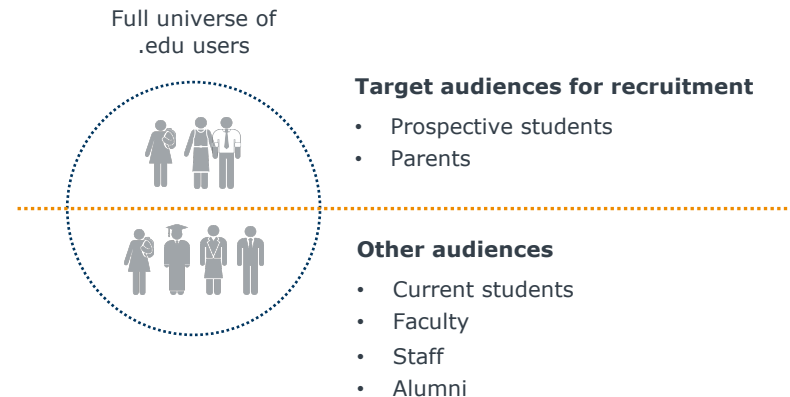 Full universe of
.edu users
Target audiences for recruitment
• Prospective students
• Parents
Other audiences
• Current students
• Faculty
• Staff
• Alumni